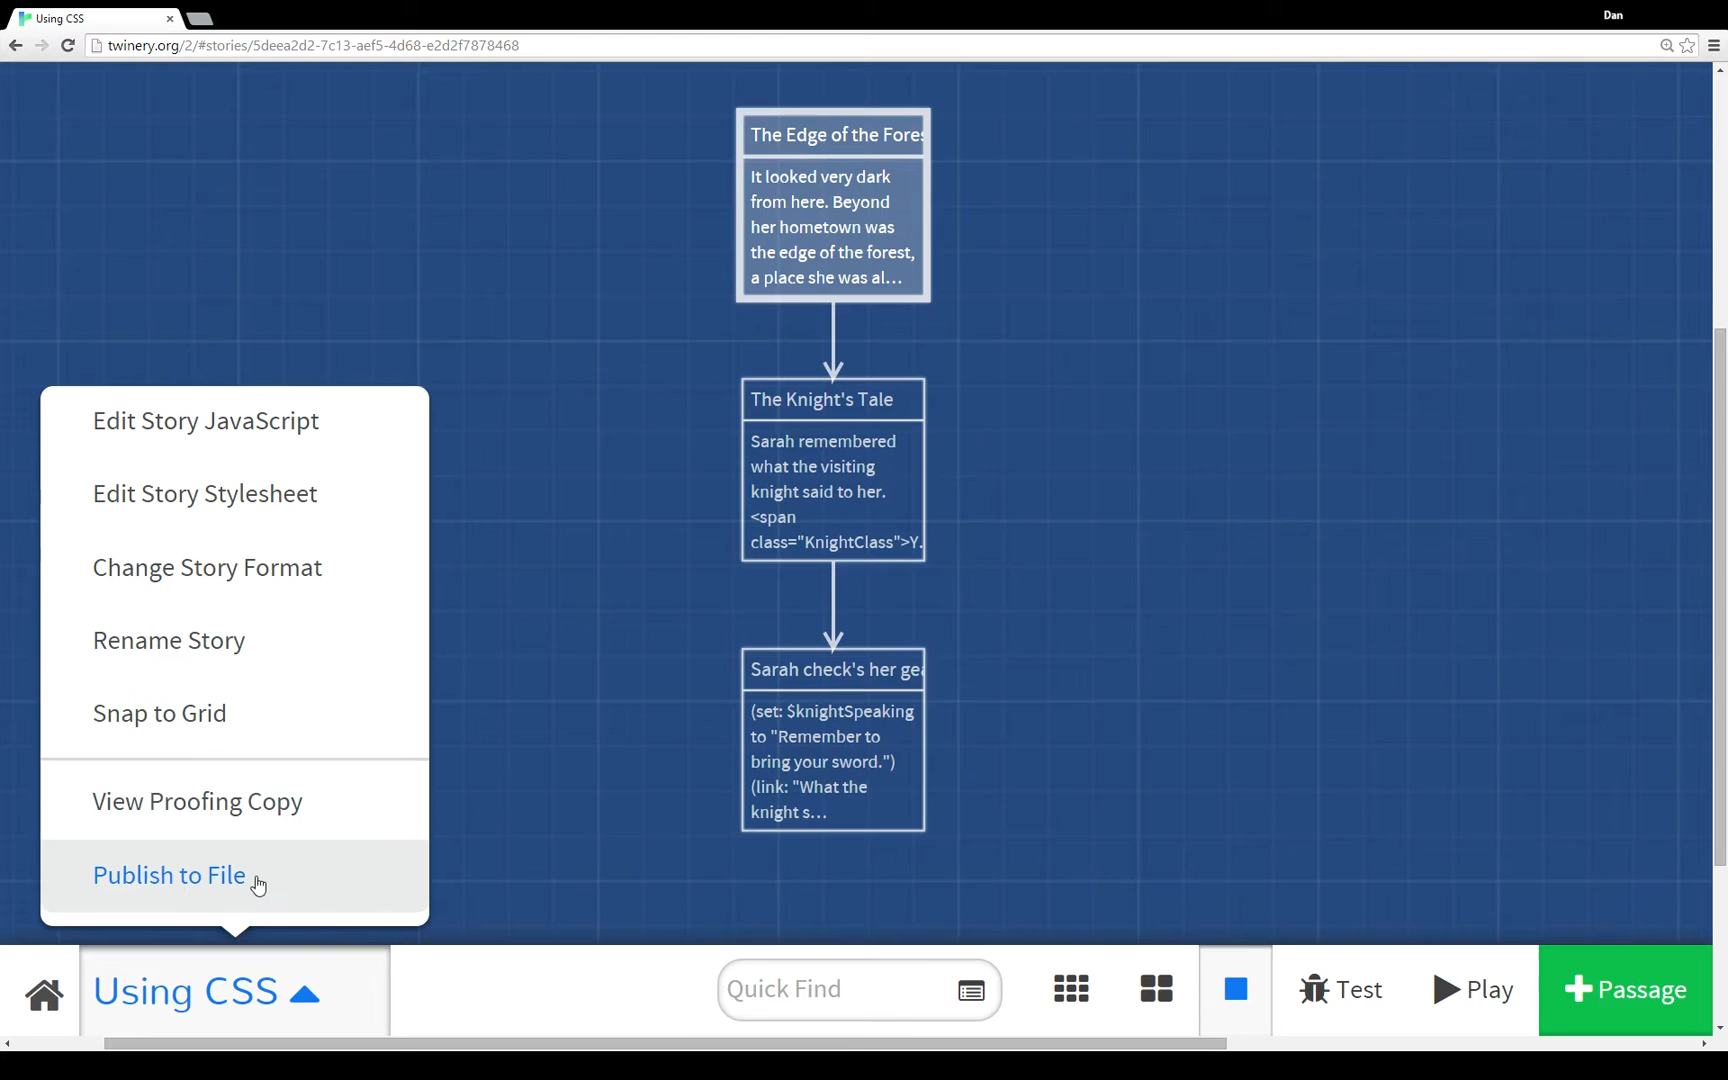 Using CSS
Dan
twinery.org/2/#stories/5deea2d2-7c13-aef5-4d68-e2d2f7878468
The Edge of the Fores
It looked very dark
from here. Beyond
her hometown was
the edge of the forest,
a place she was al...
The Knight's Tale
Sarah remembered
what the visiting
knight said to her.
<span
class="KnightClass">Y.
Sarah check's her gea
(set: $knightSpeaking
to "Remember to
bring your sword.")
(link: "What the
knight s...
Edit Story JavaScript
Edit Story Stylesheet
Change Story Format
Rename Story
Snap to Grid
View Proofing Copy
Publish to File
Using CSS
Quick Find
Test
Play
Passage